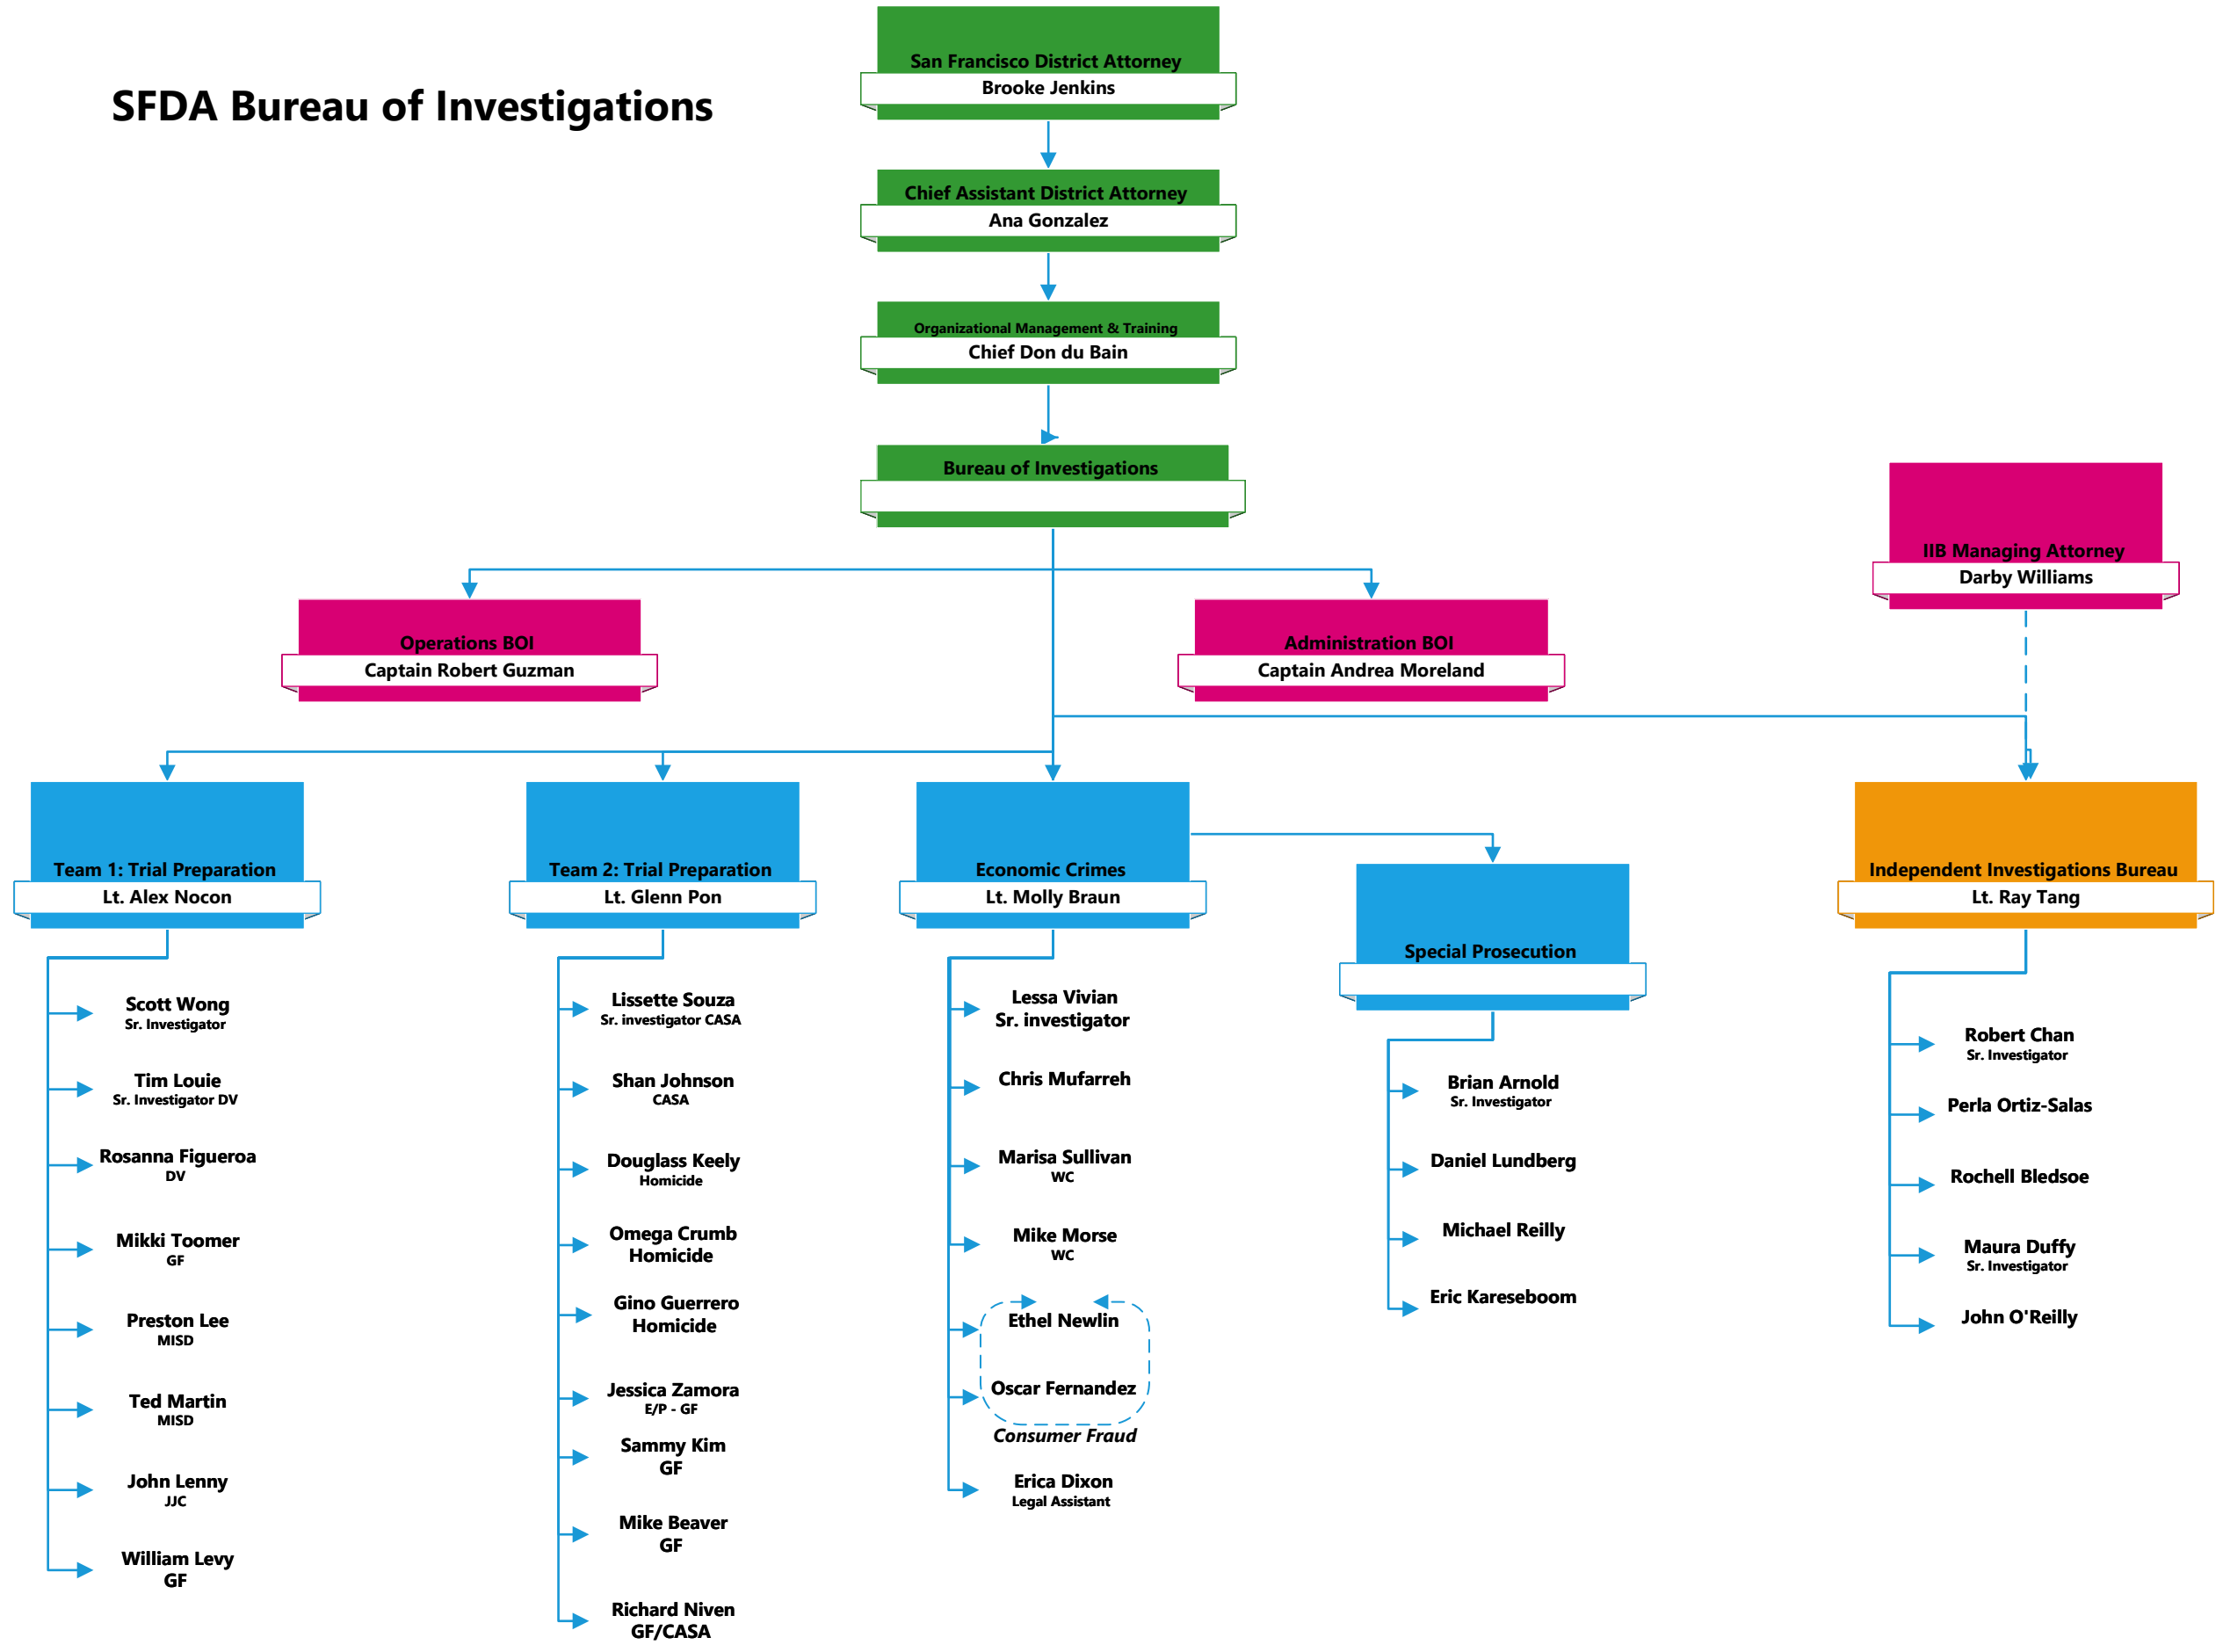 SFDA Bureau of Investigations
San Francisco District Attorney
Brooke Jenkins
Chief Assistant District Attorney
Ana Gonzalez
Organizational Management & Training
Chief Don du Bain
Bureau of Investigations
IIB Managing Attorney
Darby Williams
Operations BOI
Captain Robert Guzman
Administration BOI
Captain Andrea Moreland
Team 1: Trial Preparation
Lt. Alex Nocon
Scott Wong
Sr. Investigator
Tim Louie
Sr. Investigator DV
Rosanna Figueroa
DV
Mikki Toomer
GF
Preston Lee
MISD
Ted Martin
MISD
John Lenny
JJC
William Levy
GF
Team 2: Trial Preparation
Lt. Glenn Pon
Lissette Souza
Sr. investigator CASA
Shan Johnson
CASA
Douglass Keely
Homicide
Omega Crumb
Homicide
Gino Guerrero
Homicide
Jessica Zamora
E/P - GF
Sammy Kim
GF
Mike Beaver
GF
Richard Niven
GF/CASA
Economic Crimes
Lt. Molly Braun
Lessa Vivian
Sr. investigator
Chris Mufarreh
Marisa Sullivan
WC
Mike Morse
WC
Ethel Newlin
Oscar Fernandez
Consumer Fraud
Erica Dixon
Legal Assistant
Special Prosecution
Brian Arnold
Sr. Investigator
Daniel Lundberg
Michael Reilly
Eric Kareseboom
Independent Investigations Bureau
Lt. Ray Tang
Robert Chan
Sr. Investigator
Perla Ortiz-Salas
Rochell Bledsoe
Maura Duffy
Sr. Investigator
John O'Reilly